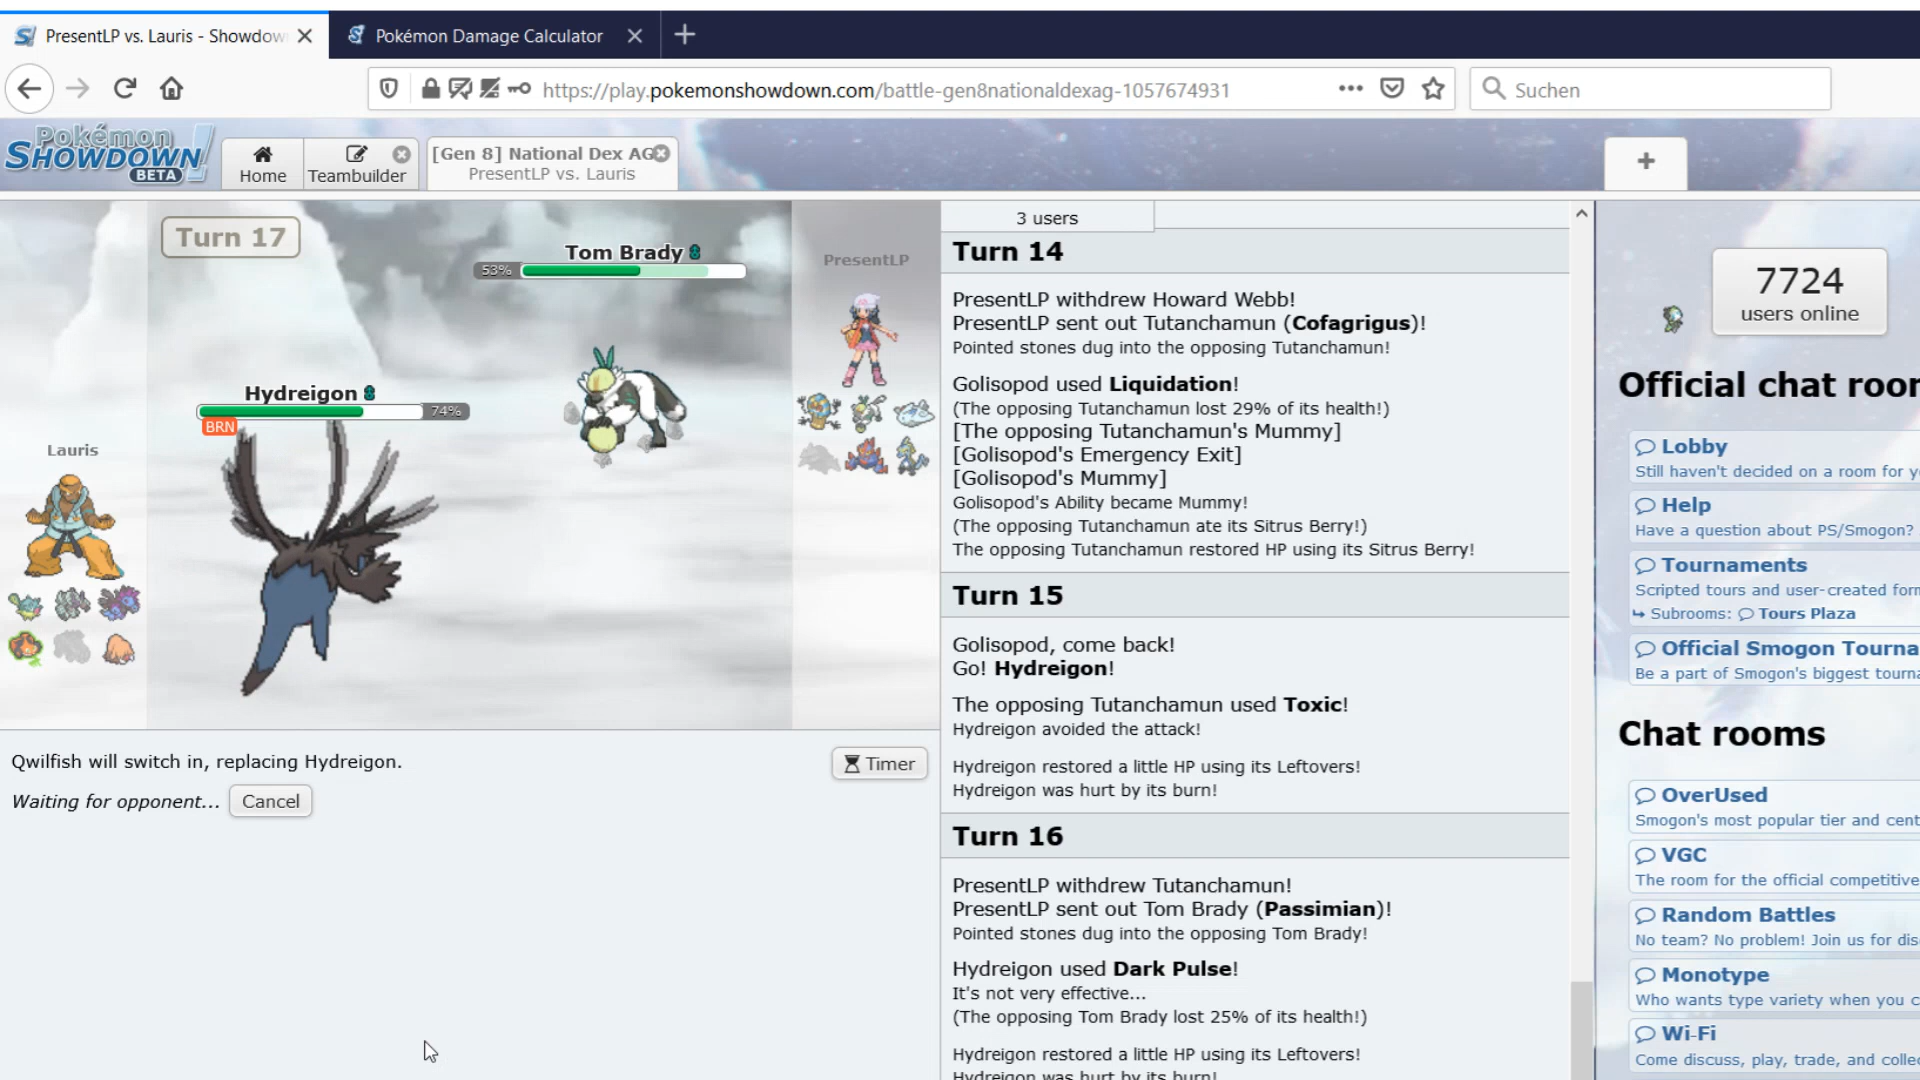 PresentLP vs. Lauris - Showdow
Pokémon Damage Calculator
https://play.pokemonshowdown.com/battle-gen8nationaldexag-1057674931
Suchen
Pokémon
SHOWDOWN!
BETA
Home
Teambuilder
[Gen 8] National Dex AG
PresentLP vs. Lauris
Turn 17
Tom Brady
53%
Hydreigon
74%
BRN
Lauris
PresentLP
Qwilfish will switch in, replacing Hydreigon.
Timer
Waiting for opponent...
Cancel
3 users
Turn 14
PresentLP withdrew Howard Webb!
PresentLP sent out Tutanchamun (Cofagrigus)!
Pointed stones dug into the opposing Tutanchamun!
Golisopod used Liquidation!
(The opposing Tutanchamun lost 29% of its health!)
[The opposing Tutanchamun's Mummy]
[Golisopod's Emergency Exit]
[Golisopod's Mummy]
Golisopod's Ability became Mummy!
(The opposing Tutanchamun ate its Sitrus Berry!)
The opposing Tutanchamun restored HP using its Sitrus Berry!
Turn 15
Golisopod, come back!
Go! Hydreigon!
The opposing Tutanchamun used Toxic!
Hydreigon avoided the attack!
Hydreigon restored a little HP using its Leftovers!
Hydreigon was hurt by its burn!
Turn 16
PresentLP withdrew Tutanchamun!
PresentLP sent out Tom Brady (Passimian)!
Pointed stones dug into the opposing Tom Brady!
Hydreigon used Dark Pulse!
It's not very effective...
(The opposing Tom Brady lost 25% of its health!)
Hydreigon restored a little HP using its Leftovers!
Hydreigon was hurt by its burn!
7724
users online
Official chat roor
Lobby
Still haven't decided on a room for y
Help
Have a question about PS/Smogon?
Tournaments
Scripted tours and user-created form
↳ Subrooms: Tours Plaza
Official Smogon Tourna
Be a part of Smogon's biggest tourna
Chat rooms
OverUsed
Smogon's most popular tier and cent
VGC
The room for the official competitive
Random Battles
No team? No problem! Join us for dis
Monotype
Who wants type variety when you c
Wi-Fi
Come discuss, play, trade, and collec